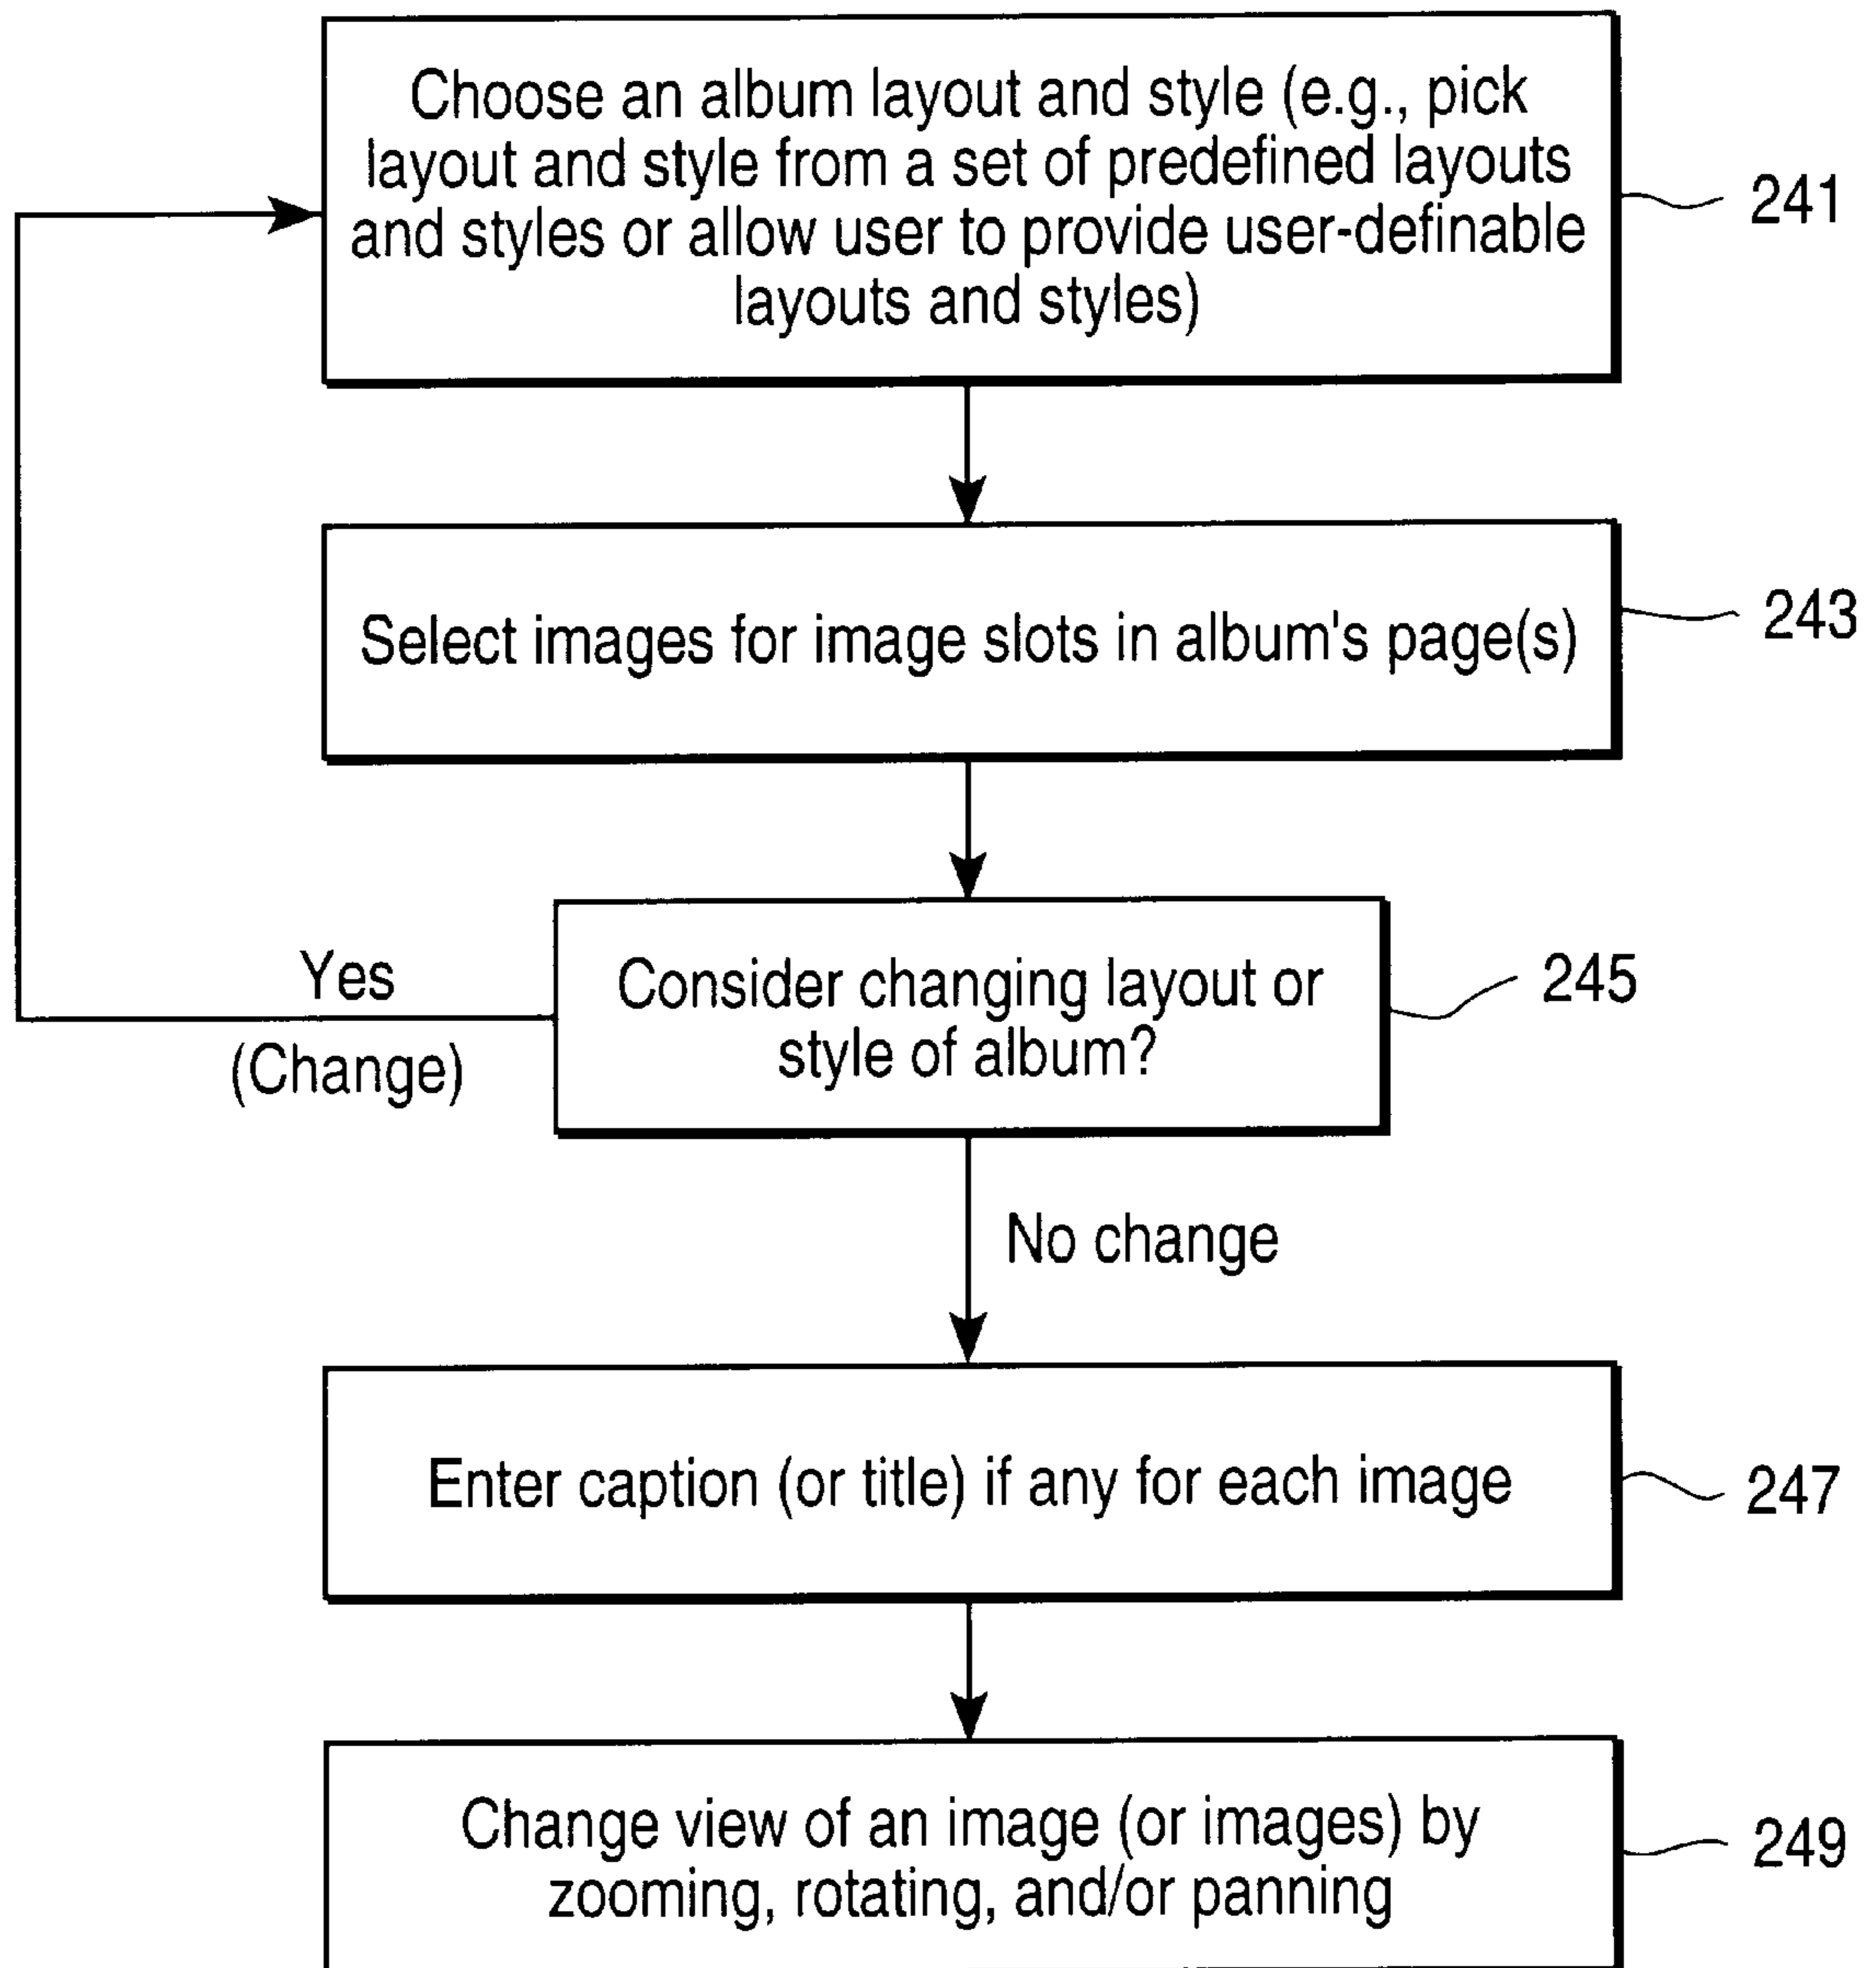 Choose an album layout and style (e.g., pick
layout and style from a set of predefined layouts
and styles or allow user to provide user-definable
layouts and styles)
241
Select images for image slots in album's page(s)
243
Consider changing layout or
style of album?
245
Yes
(Change)
No change
Enter caption (or title) if any for each image
247
Change view of an image (or images) by
zooming, rotating, and/or panning
249